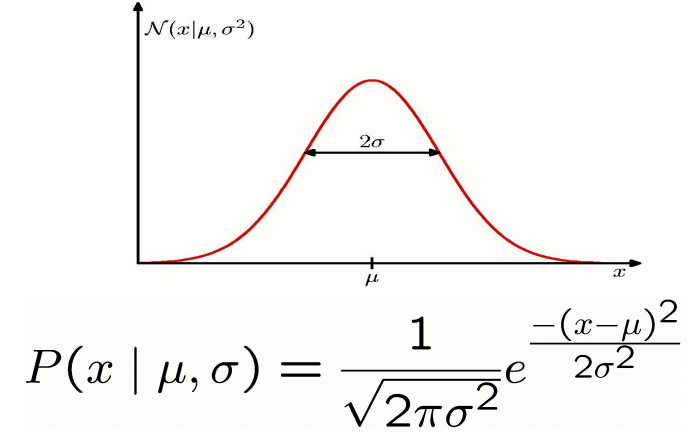 𝒩(x|μ, σ²)
2σ
μ
x
P(x | μ, σ) = 1/√(2πσ²) e^(−(x−μ)²/2σ²)